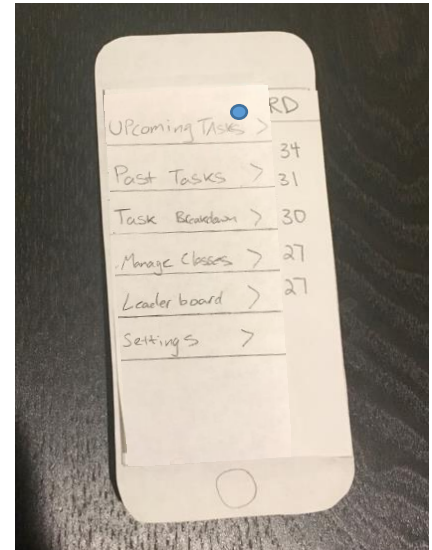 RD
UPcoming Tasks >
34
Past Tasks >
31
Task Breakdown >
30
Manage Classes >
27
Leader board >
27
Settings >